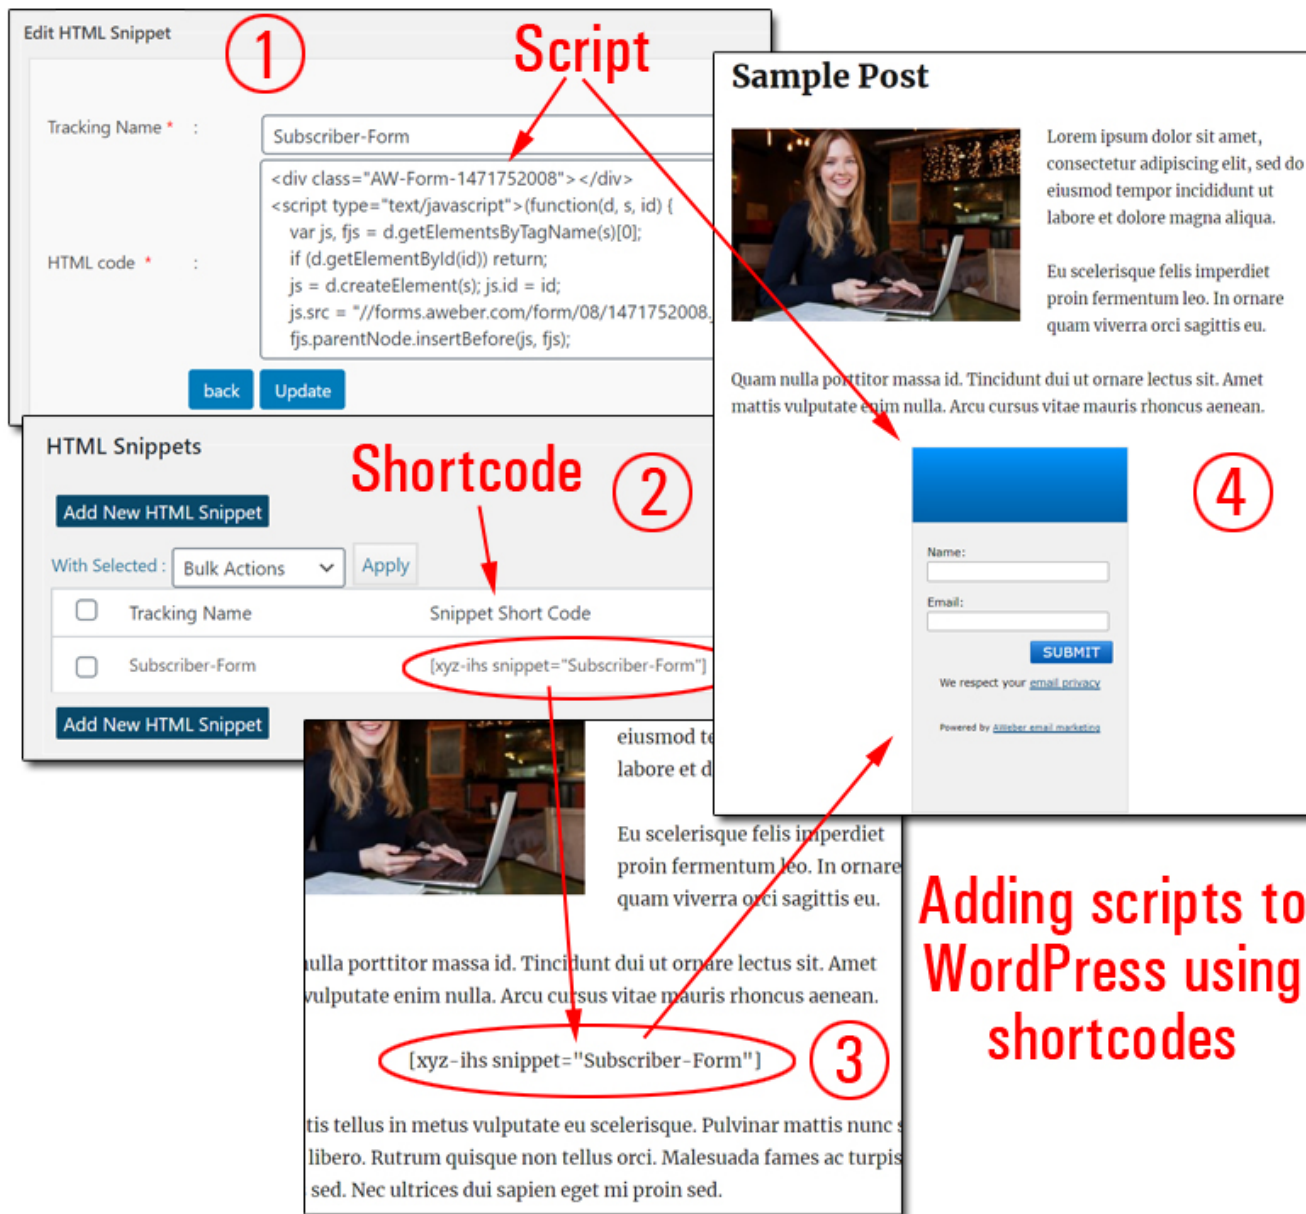 Edit HTML Snippet
1
Script
Tracking Name * :
Subscriber-Form
HTML code * :
<div class="AW-Form-1471752008"></div>
<script type="text/javascript">(function(d, s, id) {
var js, fjs = d.getElementsByTagName(s)[0];
if (d.getElementById(id)) return;
js = d.createElement(s); js.id = id;
js.src = "//forms.aweber.com/form/08/1471752008.
fjs.parentNode.insertBefore(js, fjs);
back
Update
HTML Snippets
Shortcode
2
Add New HTML Snippet
With Selected :
Bulk Actions
Apply
Tracking Name
Snippet Short Code
Subscriber-Form
[xyz-ihs snippet="Subscriber-Form"]
Add New HTML Snippet
eiusmod te
labore et d
Eu scelerisque felis imperdiet
proin fermentum leo. In ornare
quam viverra orci sagittis eu.
nulla porttitor massa id. Tincidunt dui ut ornare lectus sit. Amet
vulputate enim nulla. Arcu cursus vitae mauris rhoncus aenean.
[xyz-ihs snippet="Subscriber-Form"]
3
tis tellus in metus vulputate eu scelerisque. Pulvinar mattis nunc s
libero. Rutrum quisque non tellus orci. Malesuada fames ac turpis
sed. Nec ultrices dui sapien eget mi proin sed.
Sample Post
Lorem ipsum dolor sit amet,
consectetur adipiscing elit, sed do
eiusmod tempor incididunt ut
labore et dolore magna aliqua.
Eu scelerisque felis imperdiet
proin fermentum leo. In ornare
quam viverra orci sagittis eu.
Quam nulla porttitor massa id. Tincidunt dui ut ornare lectus sit. Amet
mattis vulputate enim nulla. Arcu cursus vitae mauris rhoncus aenean.
4
Name:
Email:
SUBMIT
We respect your email privacy
Powered by AWeber email marketing
Adding scripts to
WordPress using
shortcodes